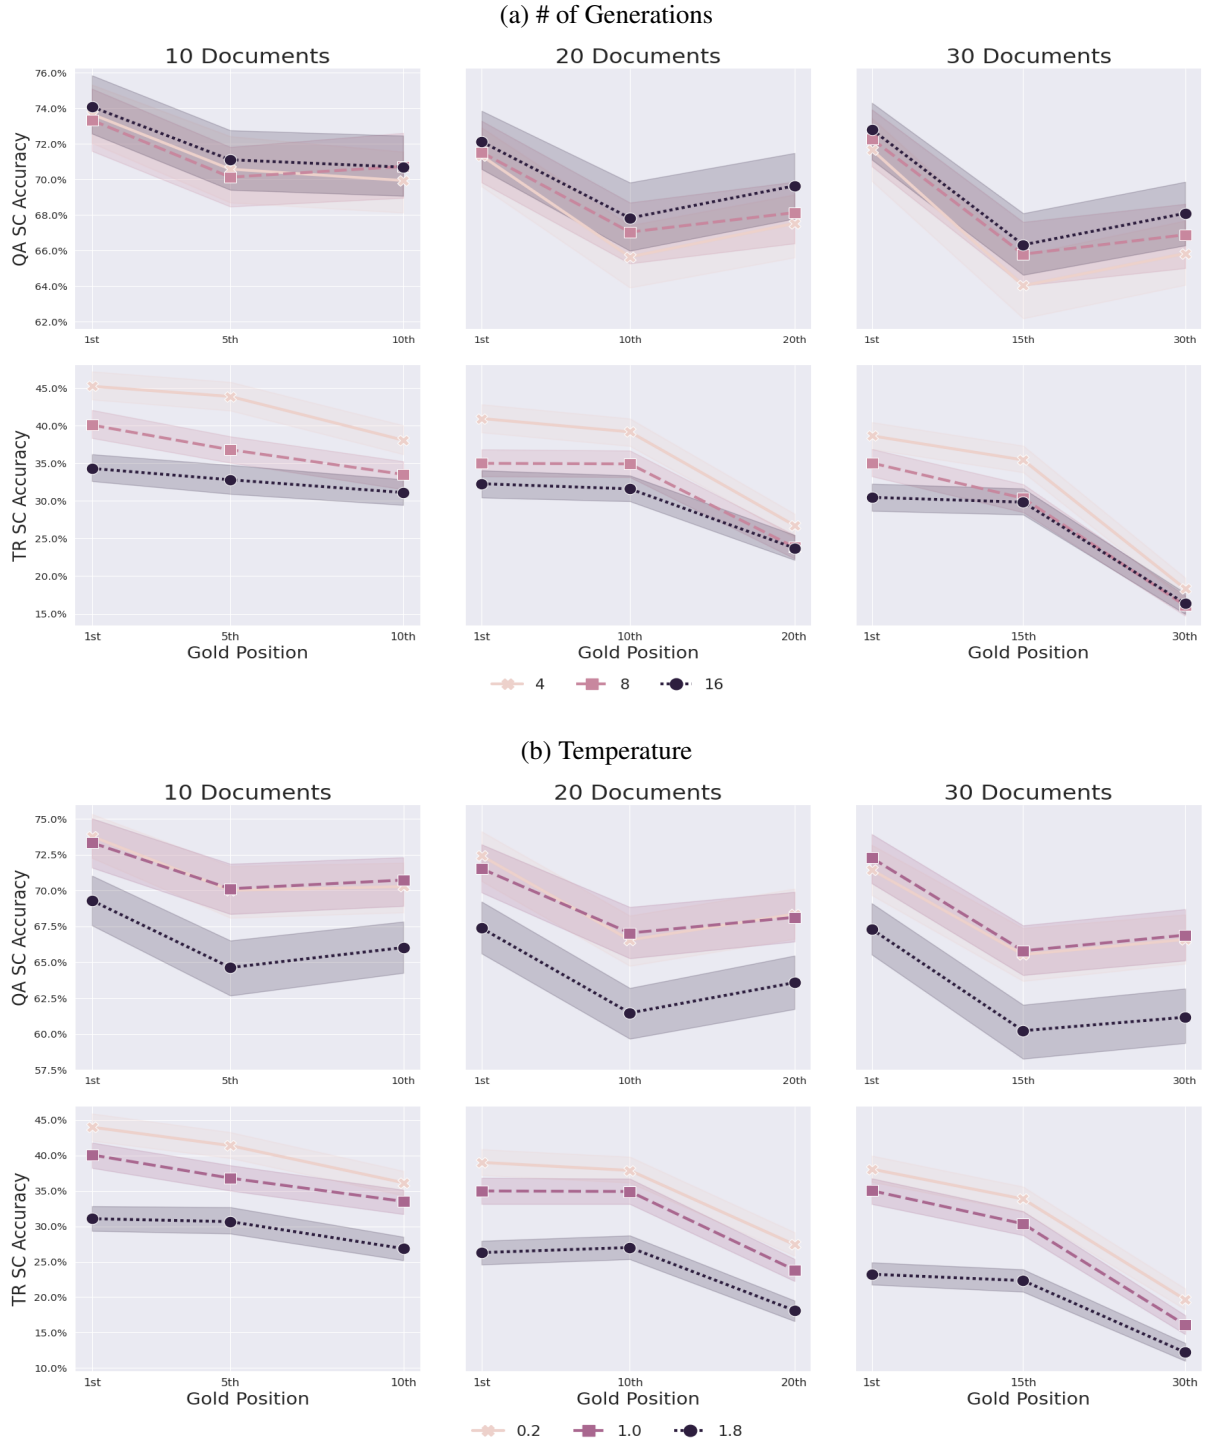 (a) # of Generations
10 Documents 20 Documents 30 Documents
QA SC Accuracy
76.0%
74.0%
72.0%
70.0%
68.0%
66.0%
64.0%
62.0%
1st 5th 10th 1st 10th 20th 1st 15th 30th
TR SC Accuracy
45.0%
40.0%
35.0%
30.0%
25.0%
20.0%
15.0%
1st 5th 10th 1st 10th 20th 1st 15th 30th
Gold Position Gold Position Gold Position
4 8 16
(b) Temperature
10 Documents 20 Documents 30 Documents
QA SC Accuracy
75.0%
72.5%
70.0%
67.5%
65.0%
62.5%
60.0%
57.5%
1st 5th 10th 1st 10th 20th 1st 15th 30th
TR SC Accuracy
45.0%
40.0%
35.0%
30.0%
25.0%
20.0%
15.0%
10.0%
1st 5th 10th 1st 10th 20th 1st 15th 30th
Gold Position Gold Position Gold Position
0.2 1.0 1.8